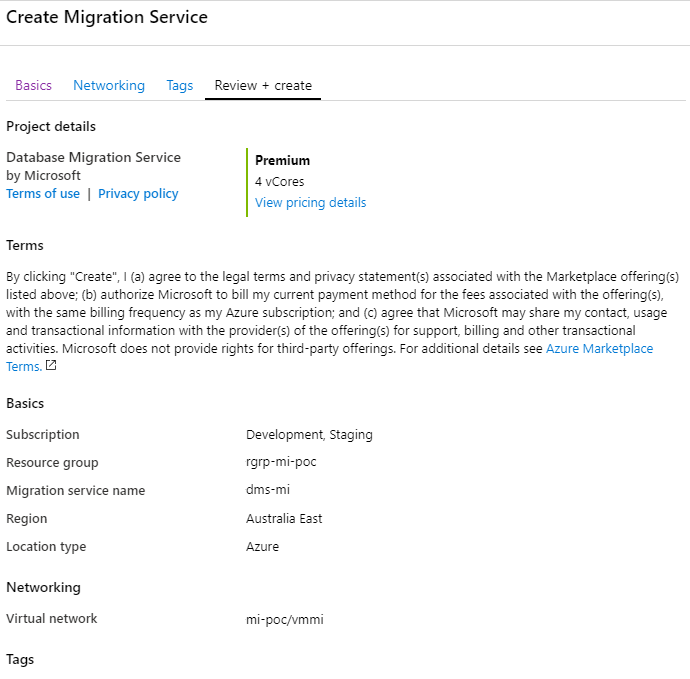 Create Migration Service
Basics Networking Tags Review + create
Project details
Database Migration Service
by Microsoft
Terms of use | Privacy policy
Premium
4 vCores
View pricing details
Terms
By clicking "Create", I (a) agree to the legal terms and privacy statement(s) associated with the Marketplace offering(s)
listed above; (b) authorize Microsoft to bill my current payment method for the fees associated with the offering(s),
with the same billing frequency as my Azure subscription; and (c) agree that Microsoft may share my contact, usage
and transactional information with the provider(s) of the offering(s) for support, billing and other transactional
activities. Microsoft does not provide rights for third-party offerings. For additional details see Azure Marketplace
Terms.
Basics
Subscription Development, Staging
Resource group rgrp-mi-poc
Migration service name dms-mi
Region Australia East
Location type Azure
Networking
Virtual network mi-poc/vmmi
Tags